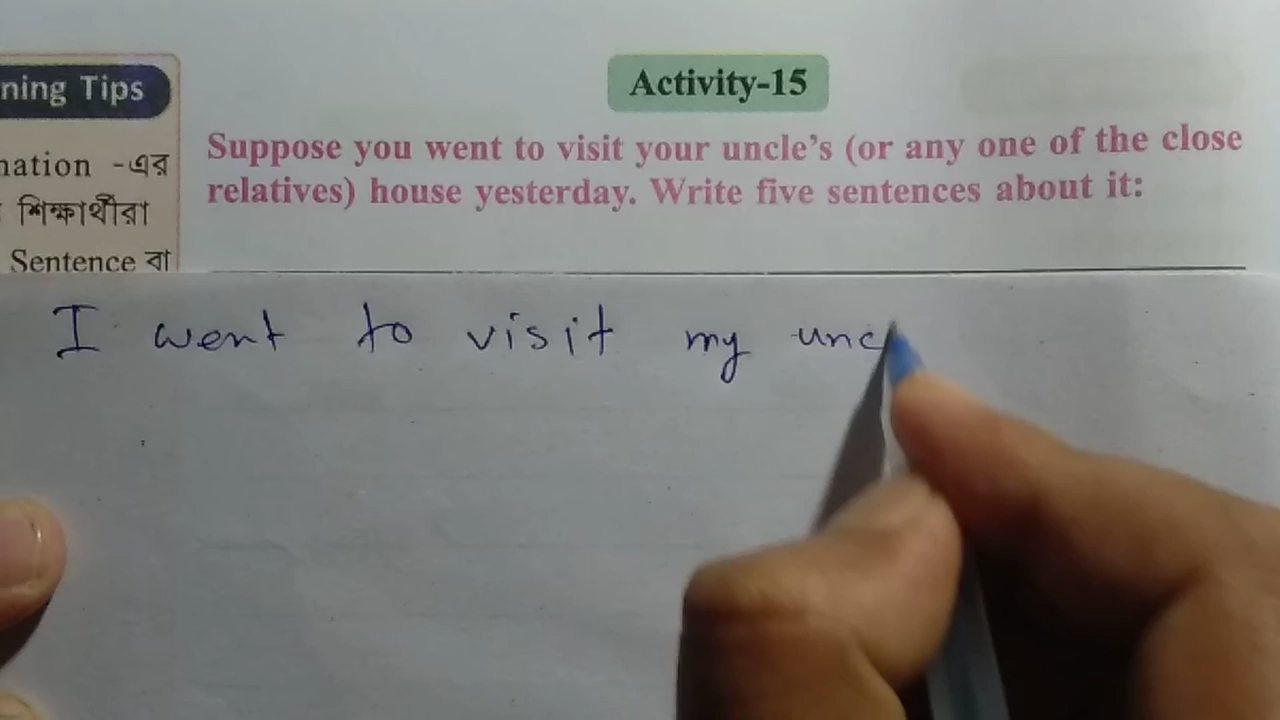 ning Tips
Activity-15
nation -এর
শিক্ষার্থীরা
Sentence বা
Suppose you went to visit your uncle's (or any one of the close
relatives) house yesterday. Write five sentences about it:
I went to visit my unc